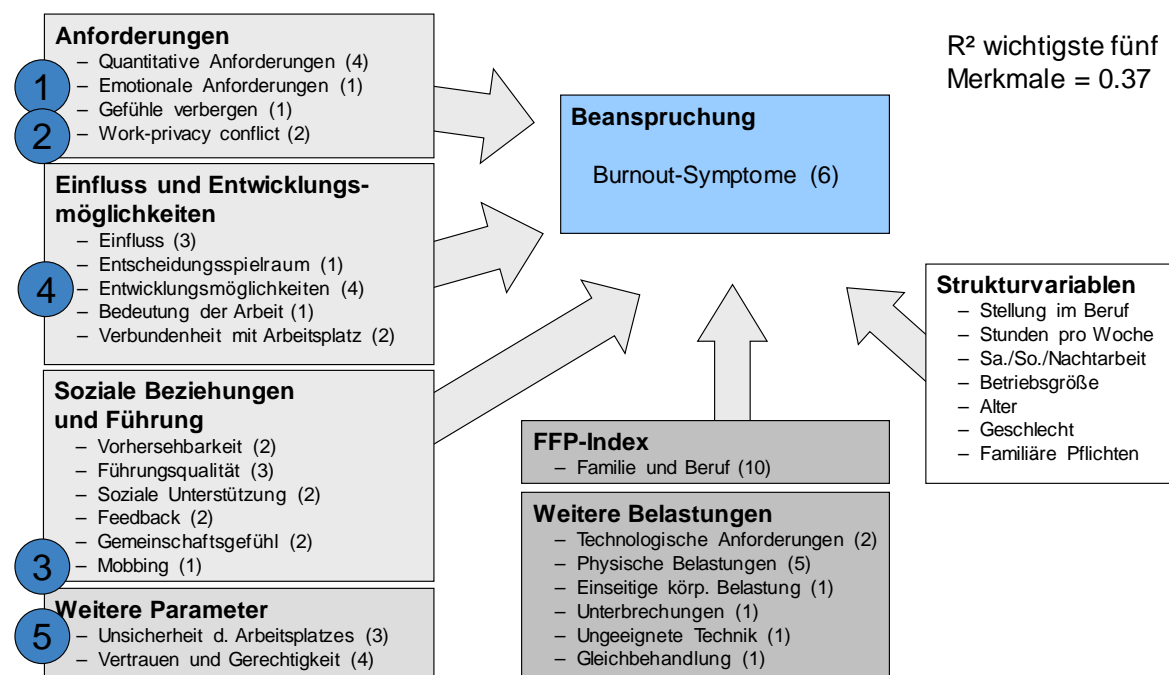 Anforderungen
– Quantitative Anforderungen (4)
1
– Emotionale Anforderungen (1)
– Gefühle verbergen (1)
2
– Work-privacy conflict (2)
Einfluss und Entwicklungs-
möglichkeiten
– Einfluss (3)
– Entscheidungsspielraum (1)
4
– Entwicklungsmöglichkeiten (4)
– Bedeutung der Arbeit (1)
– Verbundenheit mit Arbeitsplatz (2)
Soziale Beziehungen
und Führung
– Vorhersehbarkeit (2)
– Führungsqualität (3)
– Soziale Unterstützung (2)
– Feedback (2)
– Gemeinschaftsgefühl (2)
3
– Mobbing (1)
Weitere Parameter
5
– Unsicherheit d. Arbeitsplatzes (3)
– Vertrauen und Gerechtigkeit (4)
Beanspruchung
Burnout-Symptome (6)
R² wichtigste fünf
Merkmale = 0.37
FFP-Index
– Familie und Beruf (10)
Weitere Belastungen
– Technologische Anforderungen (2)
– Physische Belastungen (5)
– Einseitige körp. Belastung (1)
– Unterbrechungen (1)
– Ungeeignete Technik (1)
– Gleichbehandlung (1)
Strukturvariablen
– Stellung im Beruf
– Stunden pro Woche
– Sa./So./Nachtarbeit
– Betriebsgröße
– Alter
– Geschlecht
– Familiäre Pflichten